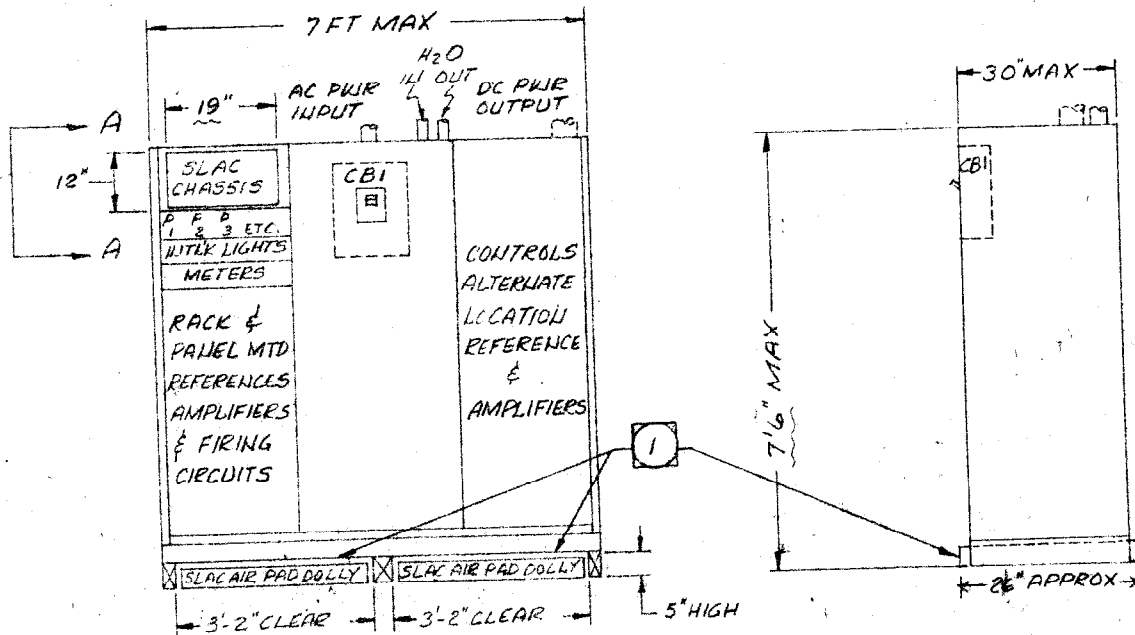 7 FT MAX
H2O
IN OUT
AC PWR
INPUT
DC PWR
OUTPUT
19"
A
12"
A
SLAC
CHASSIS
CB1
1 2 3 ETC.
INTLK LIGHTS
METERS
RACK &
PANEL MTD
REFERENCES
AMPLIFIERS
& FIRING
CIRCUITS
CONTROLS
ALTERNATE
LOCATION
REFERENCE
&
AMPLIFIERS
1
SLAC AIR PAD DOLLY
SLAC AIR PAD DOLLY
3'-2" CLEAR
3'-2" CLEAR
5" HIGH
30" MAX
CB1
7'6" MAX
APPROX